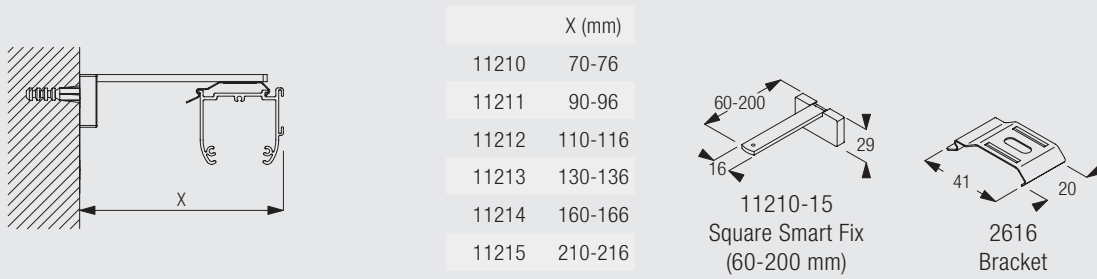 X
X (mm)
11210 70-76
11211 90-96
11212 110-116
11213 130-136
11214 160-166
11215 210-216
60-200
29
16
11210-15
Square Smart Fix
(60-200 mm)
41
20
2616
Bracket